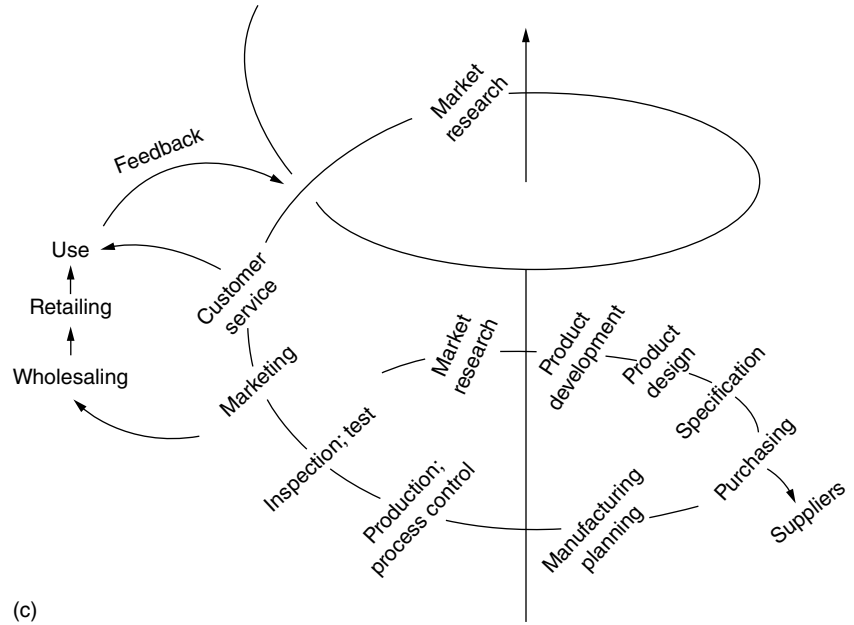 Market
research
Feedback
Use
Customer
service
Retailing
Market
research
Product
development
Product
design
Wholesaling
Marketing
Specification
Inspection; test
Purchasing
Production;
process control
Manufacturing
planning
Suppliers
(c)